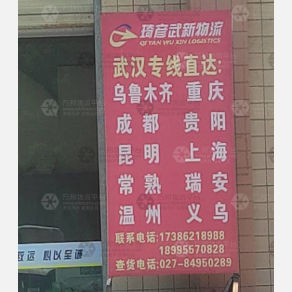 琦彦武新物流
QI YAN WU XIN LOGISTICS
武汉专线直达:
乌鲁木齐 重庆
成都 贵阳
昆明 上海
常熟 瑞安
温州 义乌
联系电话:17386218988
18995570828
查货电话:027-84950289